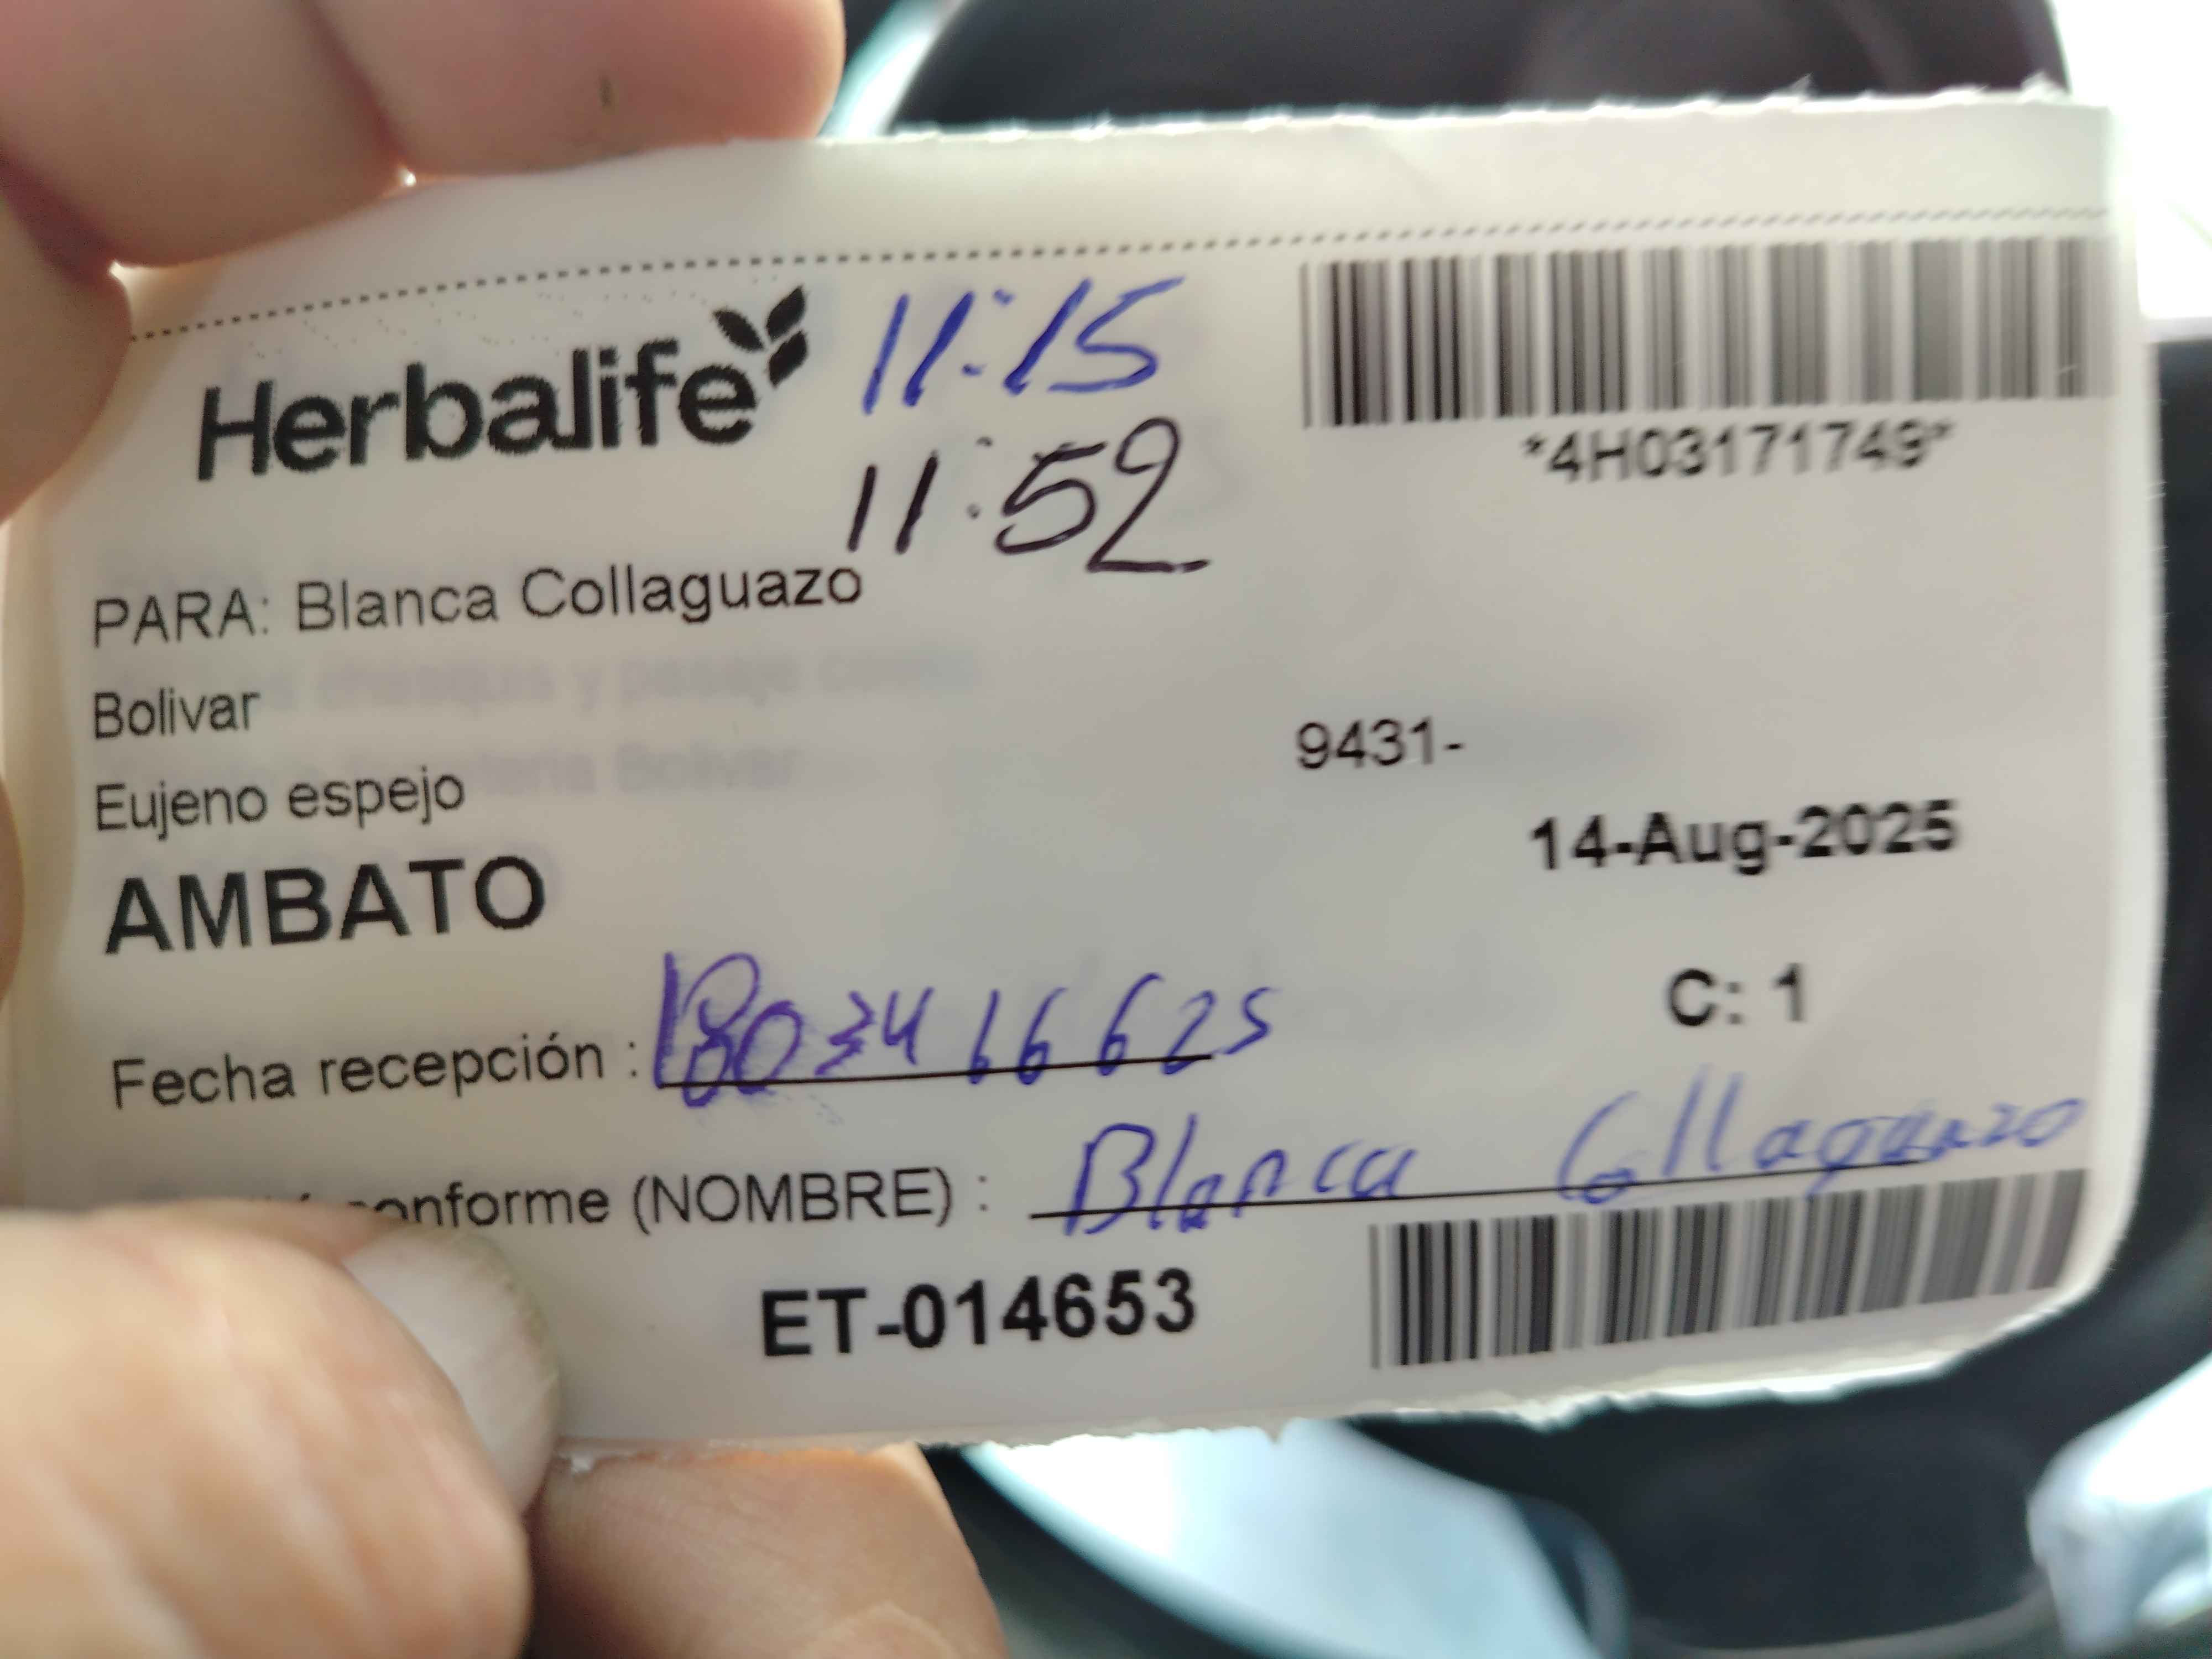 Herbalife
11:15
11:52
*4H03171749*
PARA: Blanca Collaguazo
Bolivar
9431-
Eujeno espejo
14-Aug-2025
AMBATO
C: 1
Fecha recepción : 1803416625
conforme (NOMBRE) : Blanca Collaguazo
ET-014653